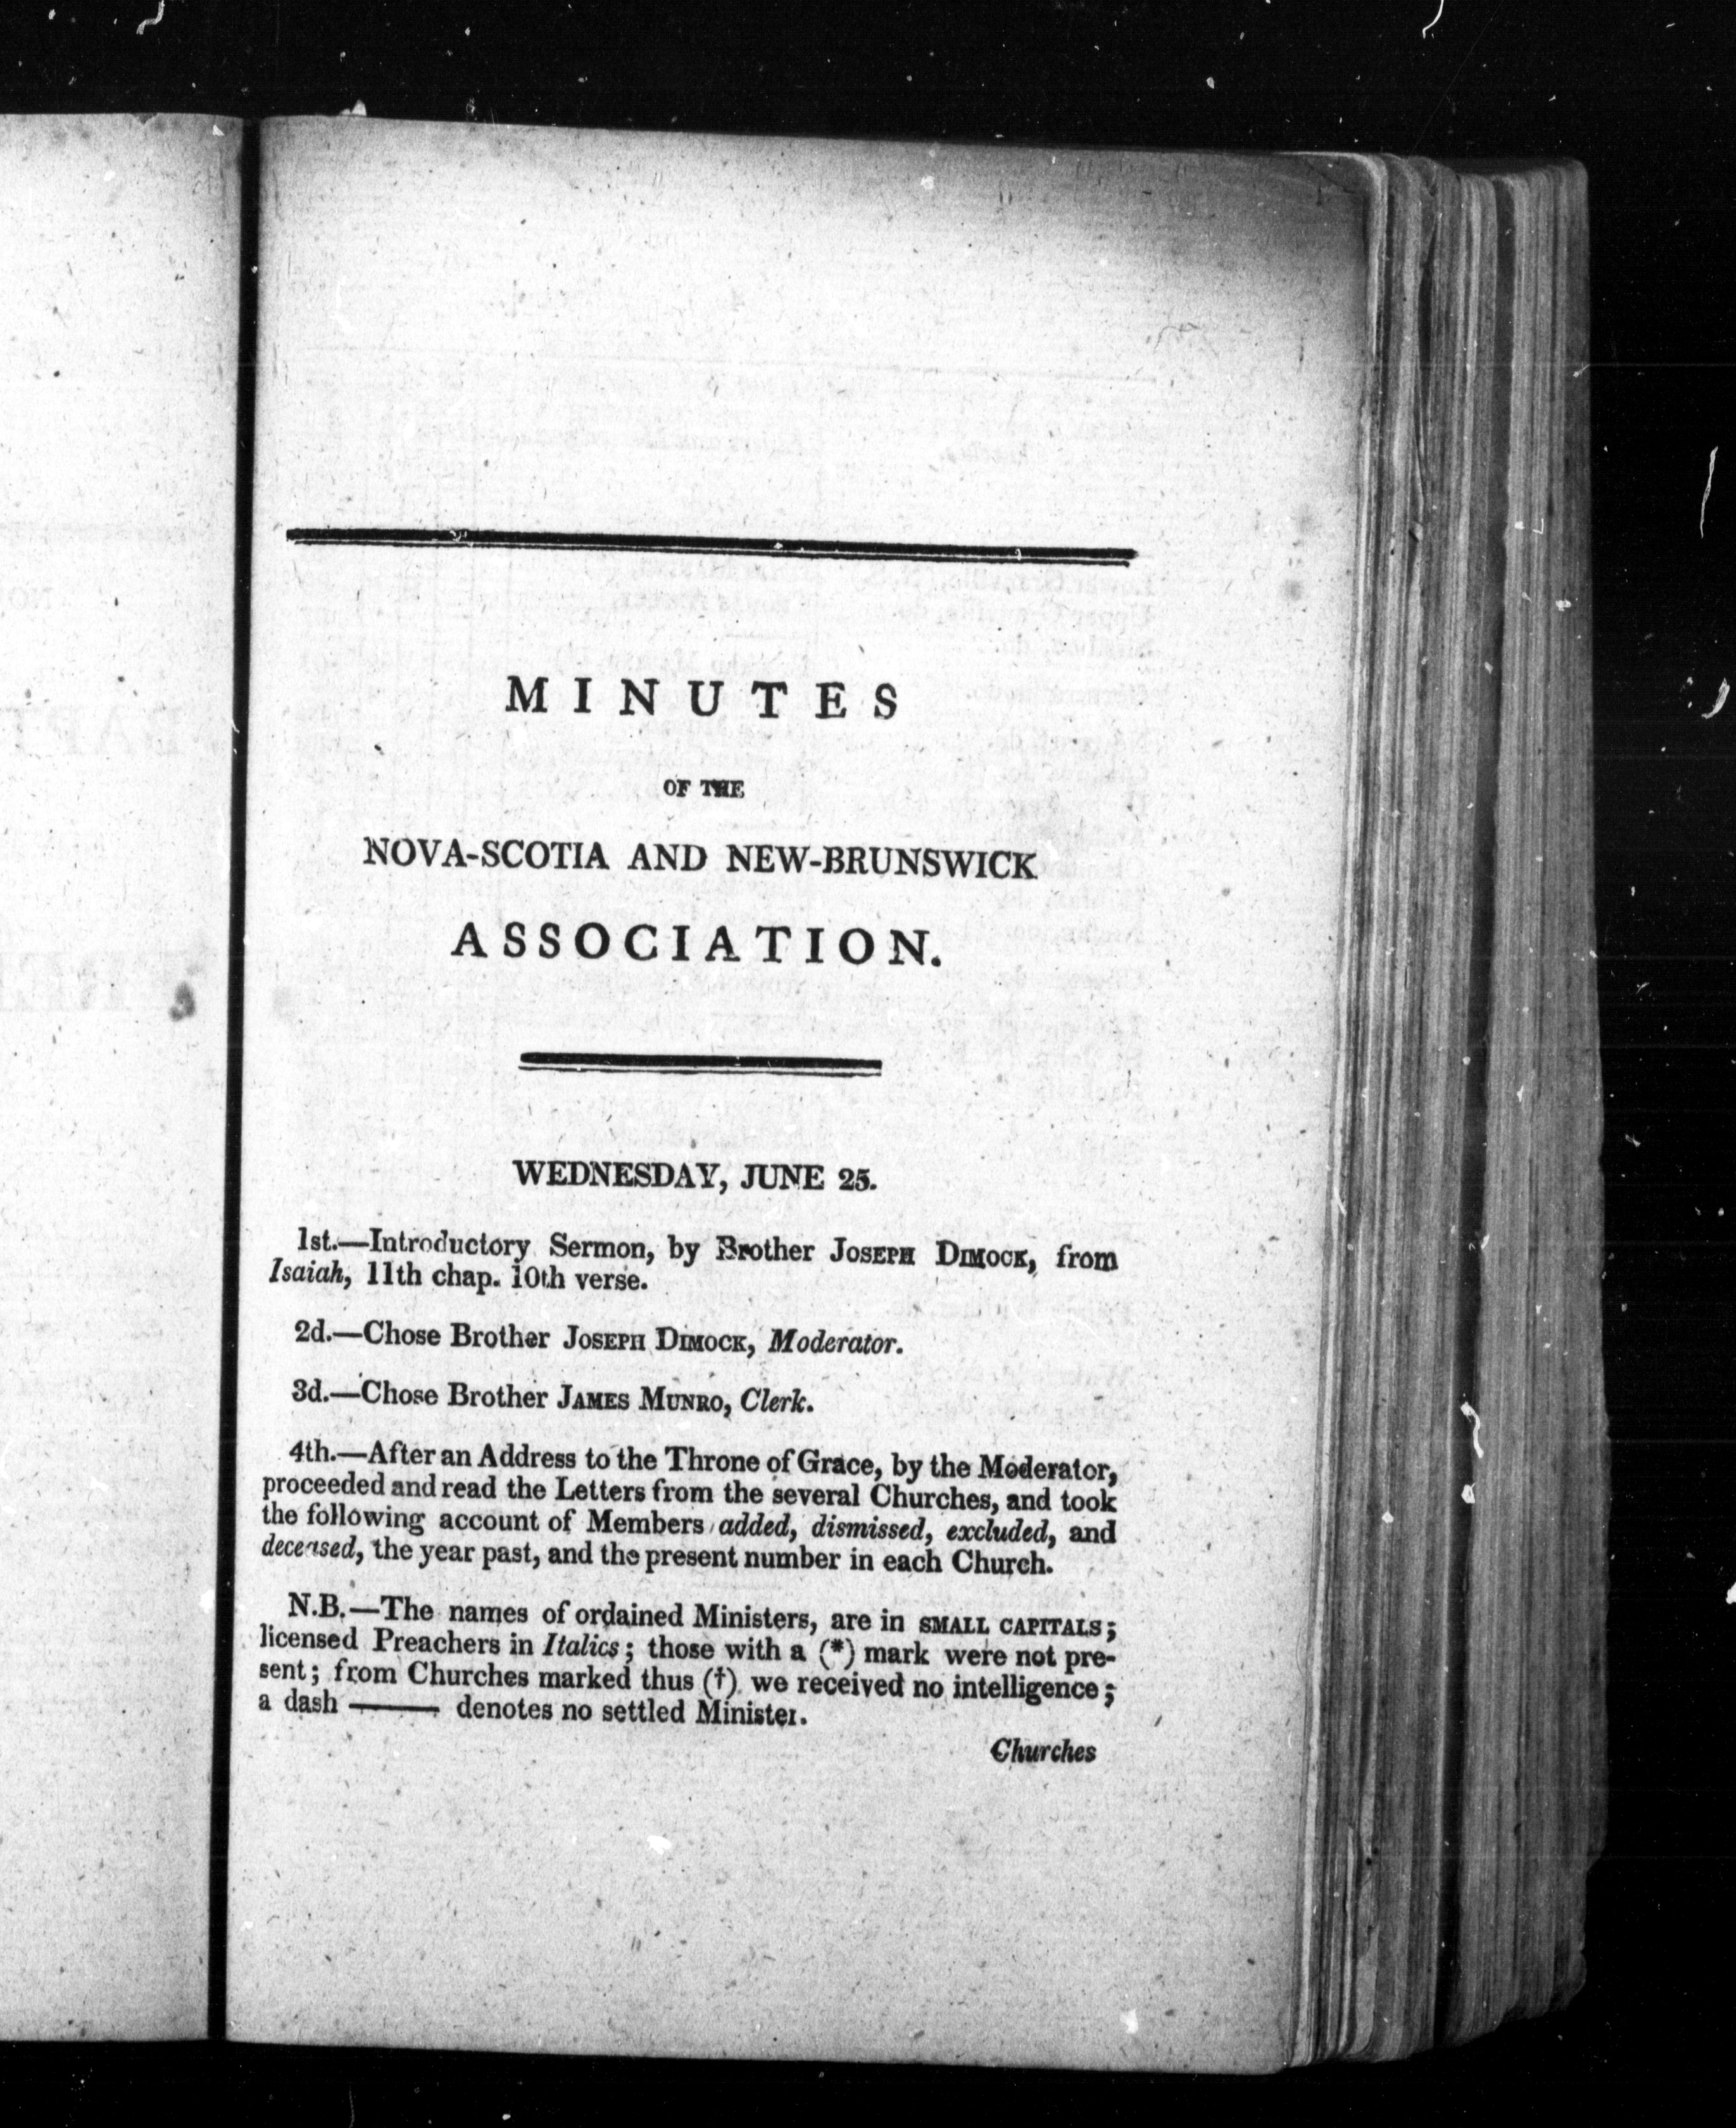 MINUTES
OF THE
NOVA-SCOTIA AND NEW-BRUNSWICK
ASSOCIATION.
WEDNESDAY, JUNE 25.
1st.—Introductory Sermon, by Brother JOSEPH DIMOCK, from
Isaiah, 11th chap. 10th verse.
2d.—Chose Brother JOSEPH DIMOCK, Moderator.
3d.—Chose Brother JAMES MUNRO, Clerk.
4th.—After an Address to the Throne of Grace, by the Moderator,
proceeded and read the Letters from the several Churches, and took
the following account of Members added, dismissed, excluded, and
deceased, the year past, and the present number in each Church.
N.B.—The names of ordained Ministers, are in SMALL CAPITALS;
licensed Preachers in Italics; those with a (*) mark were not pre-
sent; from Churches marked thus (†) we received no intelligence;
a dash ——— denotes no settled Minister.
Churches